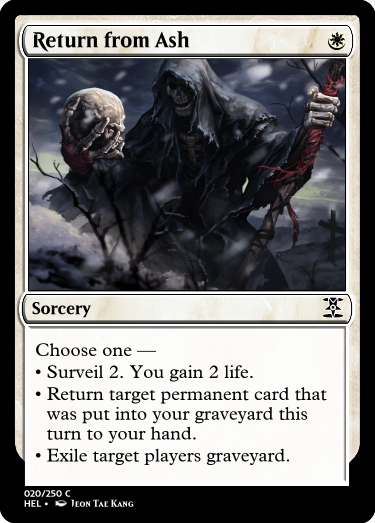 Return from Ash
Sorcery
Choose one —
• Surveil 2. You gain 2 life.
• Return target permanent card that
was put into your graveyard this
turn to your hand.
• Exile target players graveyard.
020/250 C
HEL • Jeon Tae Kang